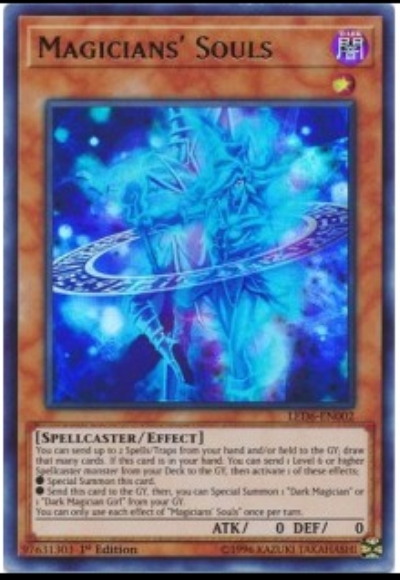 MAGICIANS' SOULS
DARK
闇
LED6-EN002
[SPELLCASTER/EFFECT]
You can send up to 2 Spells/Traps from your hand and/or field to the GY, draw
that many cards. If this card is in your hand: You can send 1 Level 6 or higher
Spellcaster monster from your Deck to the GY, then activate 1 of these effects;
● Special Summon this card.
● Send this card to the GY, then, you can Special Summon 1 "Dark Magician" or
1 "Dark Magician Girl" from your GY.
You can only use each effect of "Magicians' Souls" once per turn.
ATK/ 0 DEF/ 0
97631303 1st Edition ©1996 KAZUKI TAKAHASHI